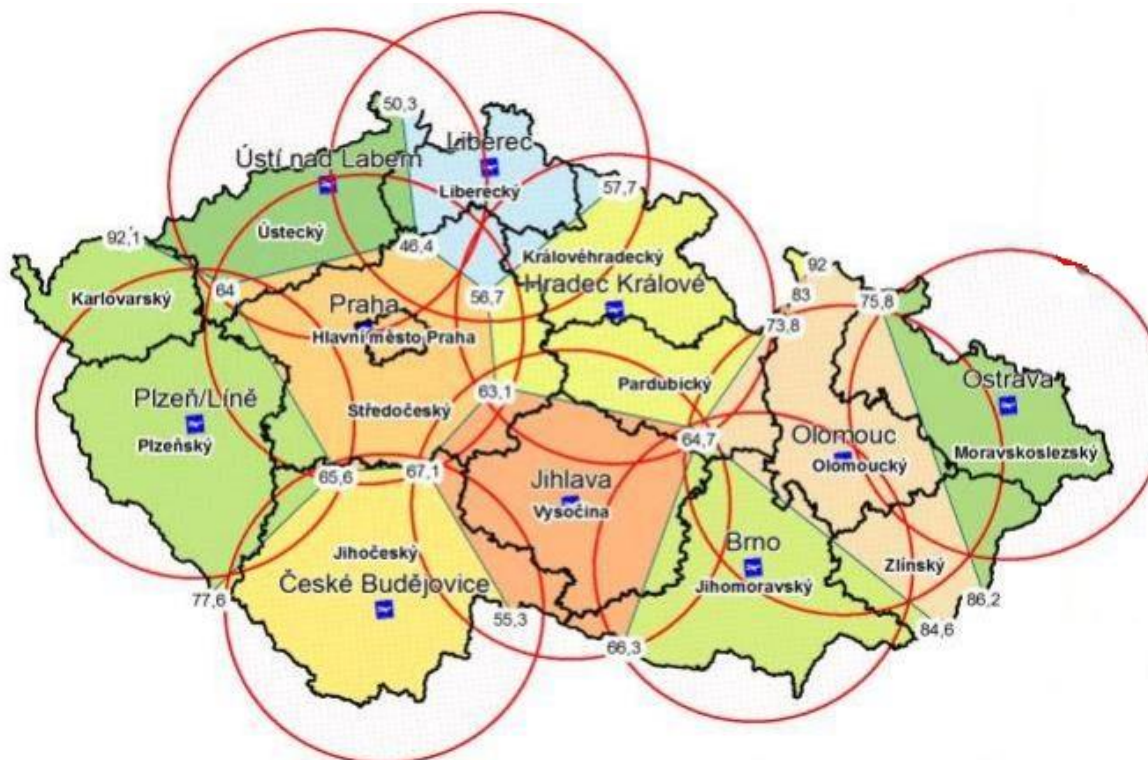 50,3
Liberec
Ústí nad Labem
Liberecký
57,7
Ústecký
92,1
46,4
Královéhradecký
92
Karlovarský
64
56,7
Hradec Králové
83
75,8
Praha
Hlavní město Praha
73,8
Plzeň/Líně
Středočeský
63,1
Pardubický
Ostrava
Plzeňský
64,7
Olomouc
Olomoucký
Moravskoslezský
65,6
67,1
Jihlava
Vysočina
Jihočeský
Brno
Zlínský
České Budějovice
Jihomoravský
77,6
55,3
86,2
84,6
66,3